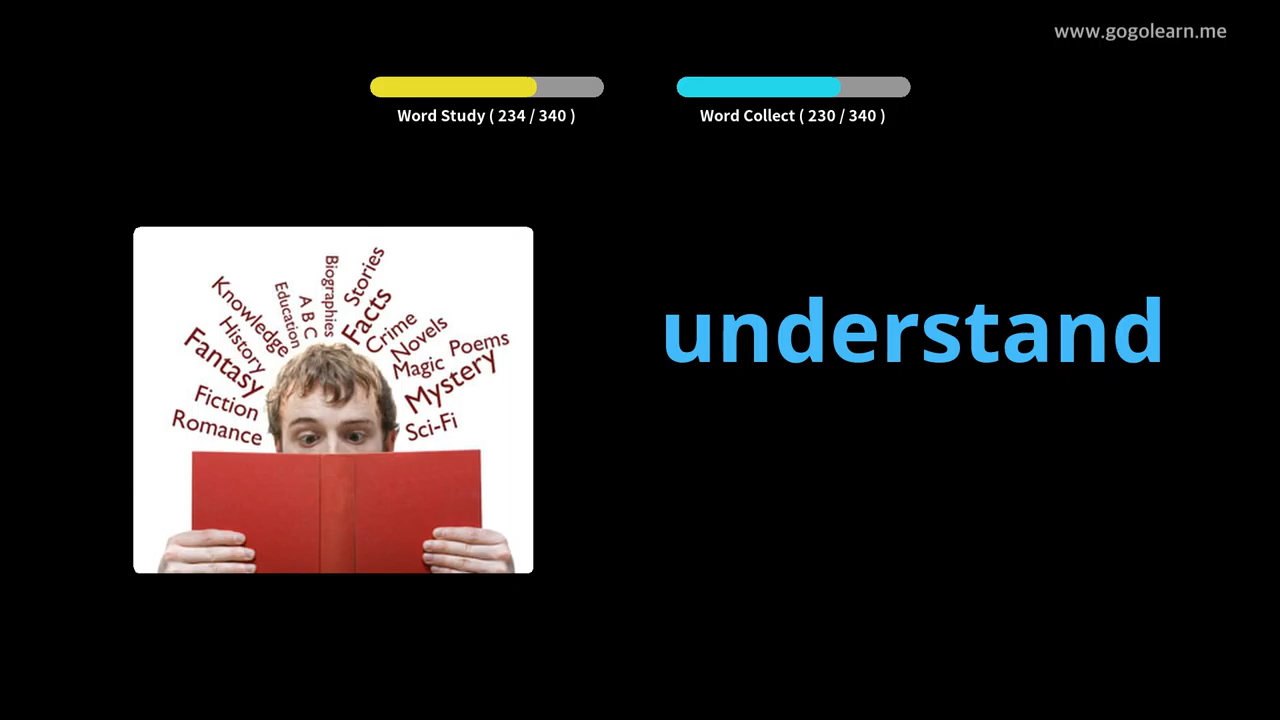 www.gogolearn.me
Word Study ( 234 / 340 )
Word Collect ( 230 / 340 )
understand
Knowledge
Education
A B C
Biographies
Stories
Facts
Crime
Novels
Poems
History
Fantasy
Magic
Mystery
Fiction
Romance
Sci-Fi